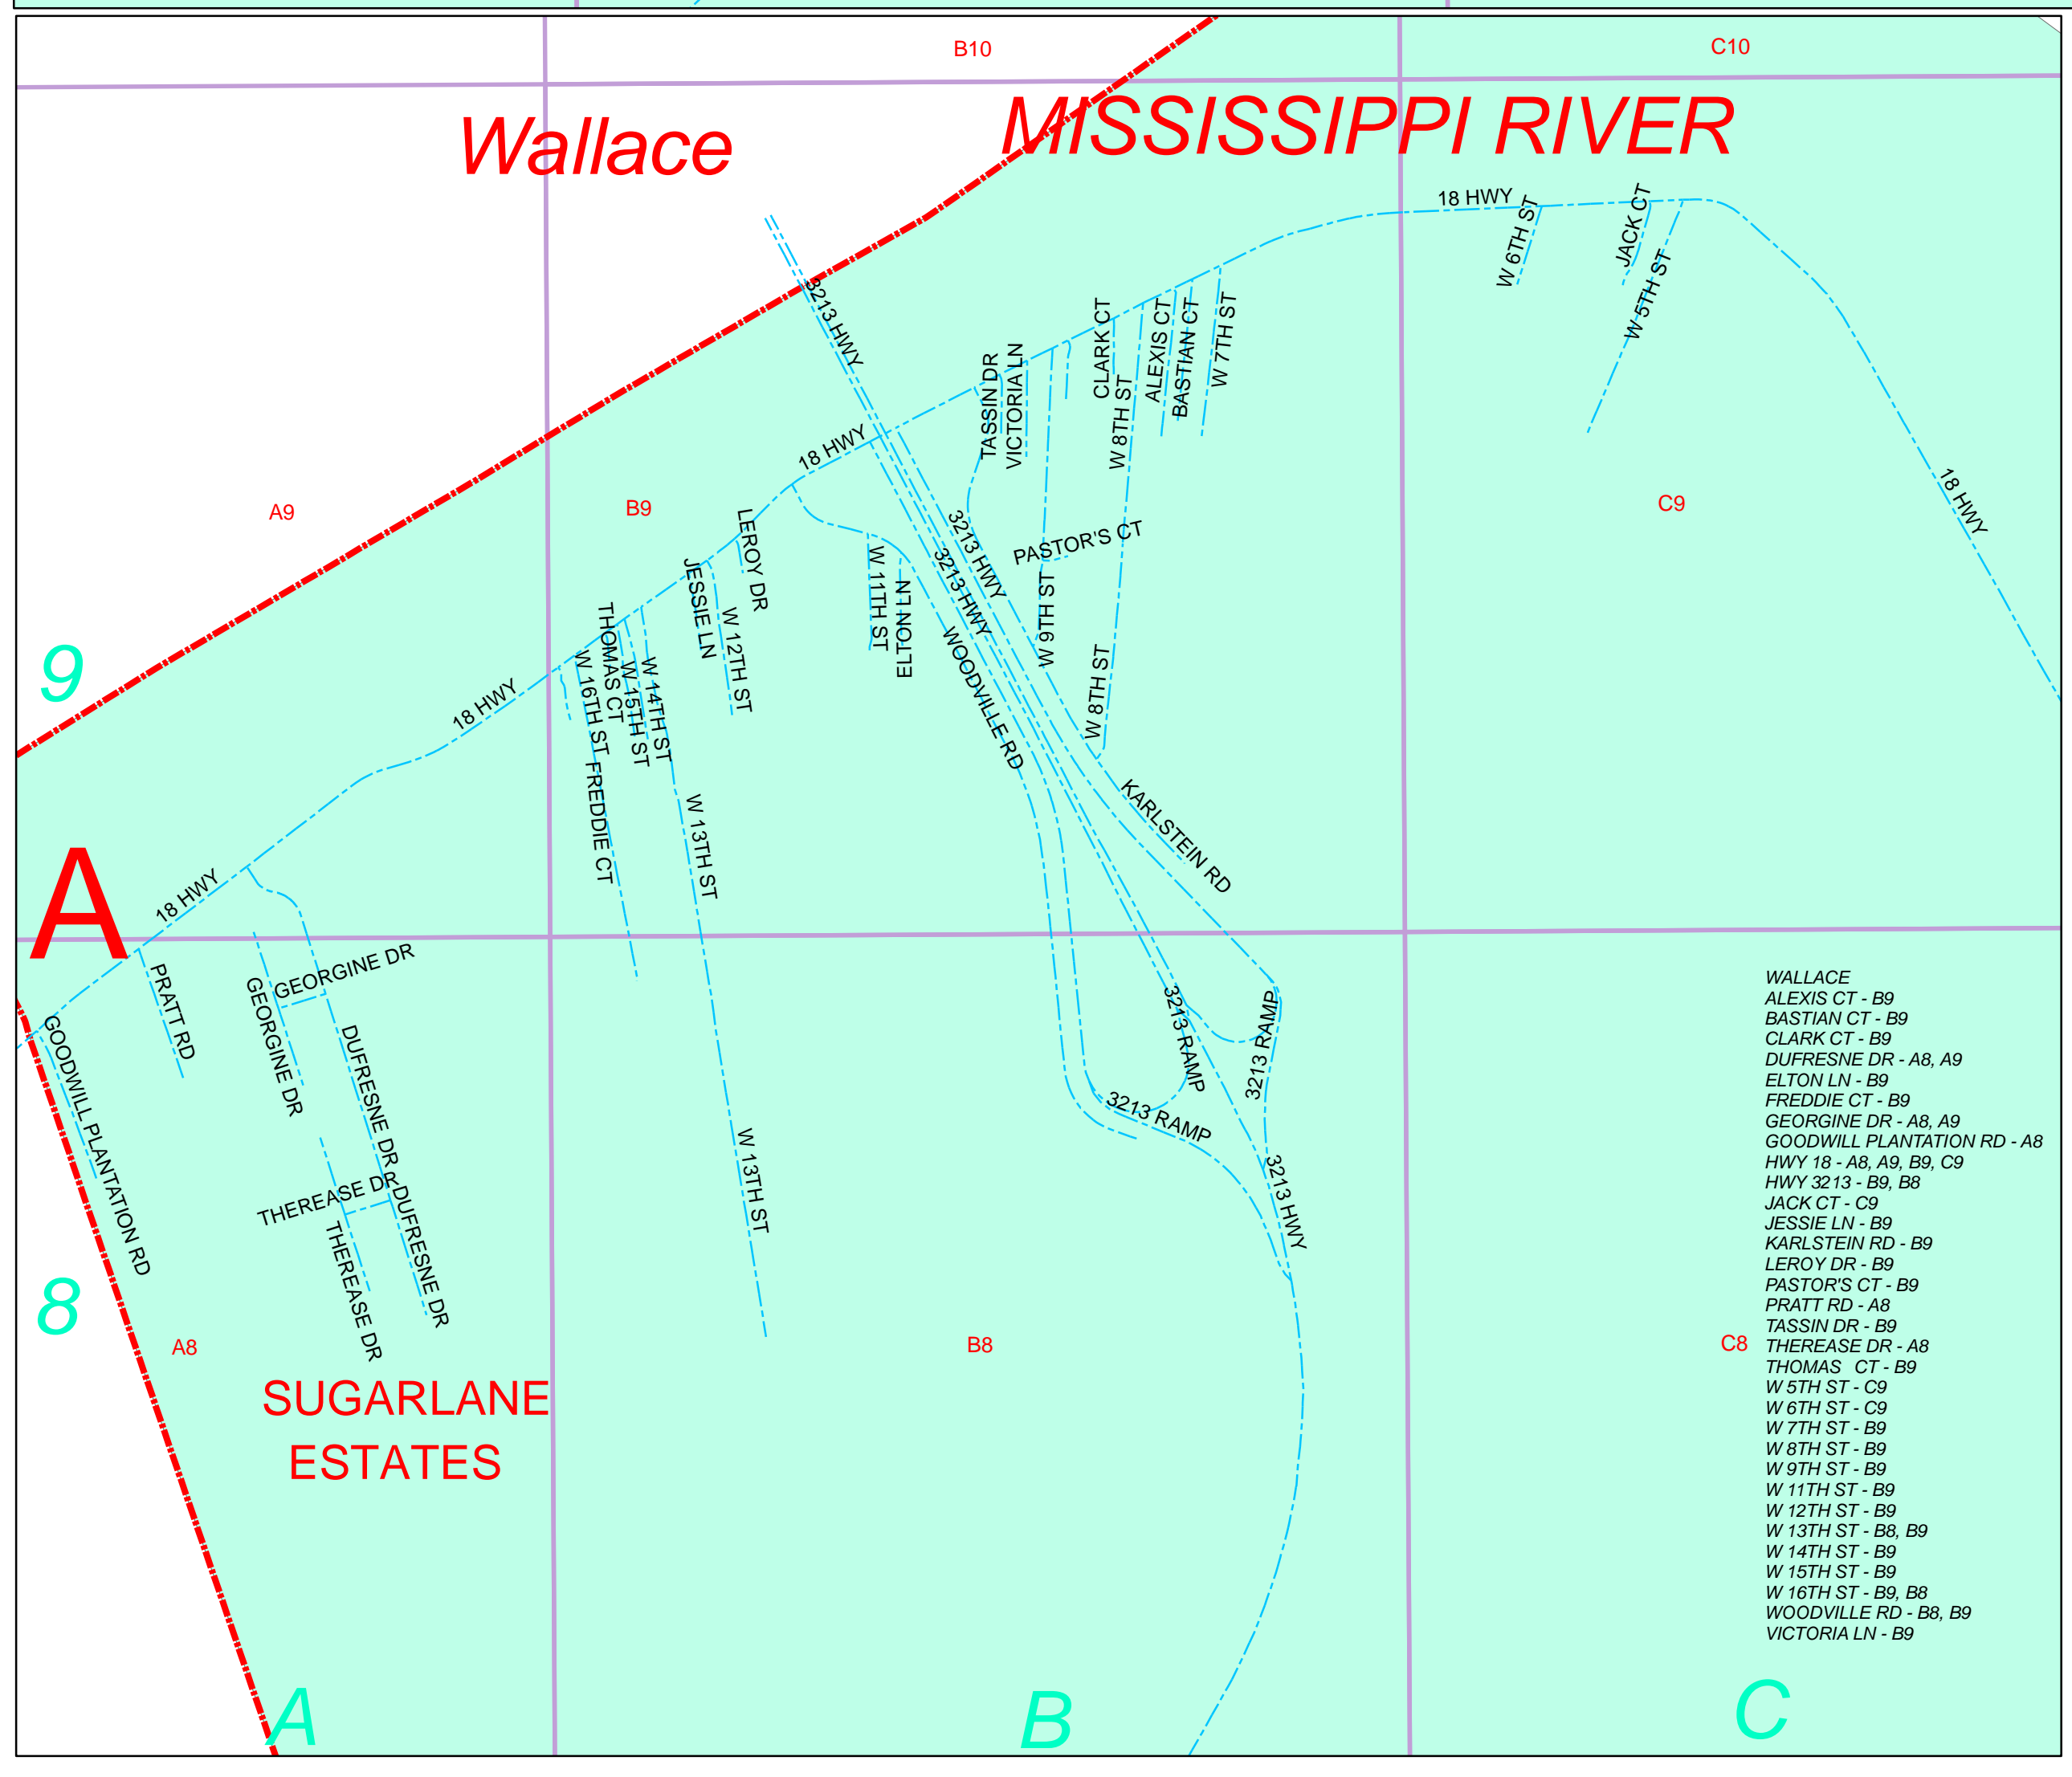 B10
C10
Wallace
MISSISSIPPI RIVER
18 HWY
W 6TH ST
JACK CT
W 5TH ST
3213 HWY
CLARK CT
ALEXIS CT
BASTIAN CT
W 7TH ST
TASSIN DR
VICTORIA LN
W 8TH ST
18 HWY
18 HWY
A9
B9
C9
LEROY DR
3213 HWY
3213 HWY
PASTOR'S CT
JESSIE LN
W 11TH ST
ELTON LN
W 9TH ST
THOMAS CT
W 12TH ST
WOODVILLE RD
W 8TH ST
9
18 HWY
W 16TH ST
W 15TH ST
W 14TH ST
FREDDIE CT
W 13TH ST
KARLSTEIN RD
A
18 HWY
PRATT RD
GEORGINE DR
GEORGINE DR
GOODWILL PLANTATION RD
DUFRESNE DR
3213 RAMP
3213 RAMP
3213 RAMP
W 13TH ST
3213 HWY
THEREASE DR
DUFRESNE DR
THEREASE DR
8
A8
B8
C8
SUGARLANE
ESTATES
WALLACE
ALEXIS CT - B9
BASTIAN CT - B9
CLARK CT - B9
DUFRESNE DR - A8, A9
ELTON LN - B9
FREDDIE CT - B9
GEORGINE DR - A8, A9
GOODWILL PLANTATION RD - A8
HWY 18 - A8, A9, B9, C9
HWY 3213 - B9, B8
JACK CT - C9
JESSIE LN - B9
KARLSTEIN RD - B9
LEROY DR - B9
PASTOR'S CT - B9
PRATT RD - A8
TASSIN DR - B9
THEREASE DR - A8
THOMAS CT - B9
W 5TH ST - C9
W 6TH ST - C9
W 7TH ST - B9
W 8TH ST - B9
W 9TH ST - B9
W 11TH ST - B9
W 12TH ST - B9
W 13TH ST - B8, B9
W 14TH ST - B9
W 15TH ST - B9
W 16TH ST - B9, B8
WOODVILLE RD - B8, B9
VICTORIA LN - B9
A
B
C